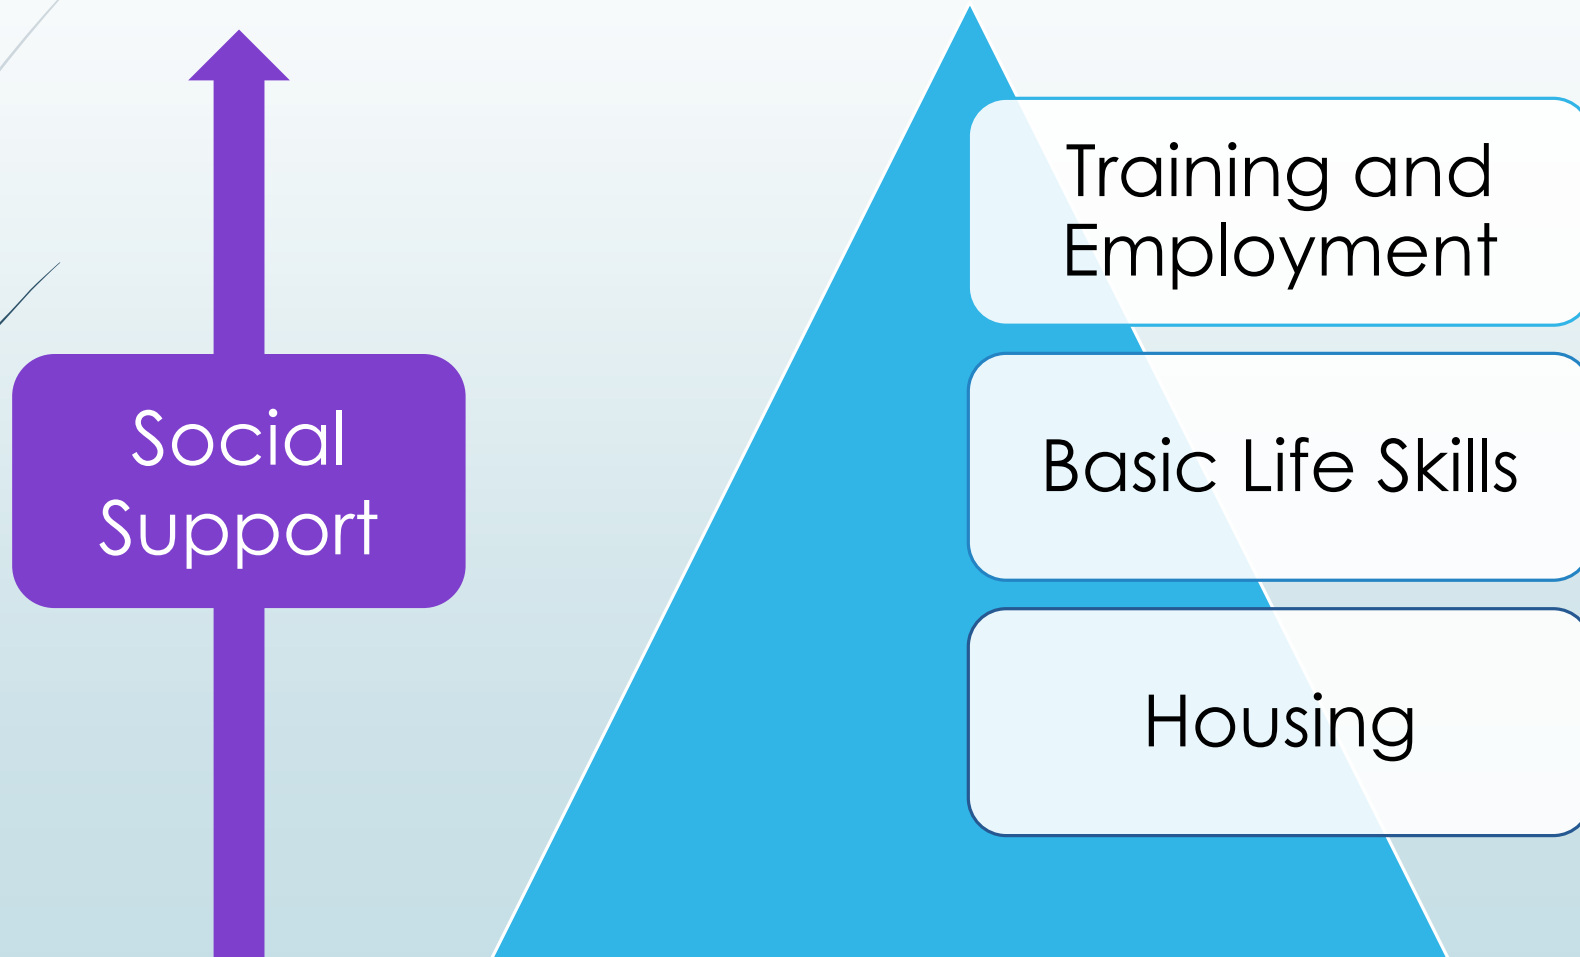 Social
Support
Training and
Employment
Basic Life Skills
Housing